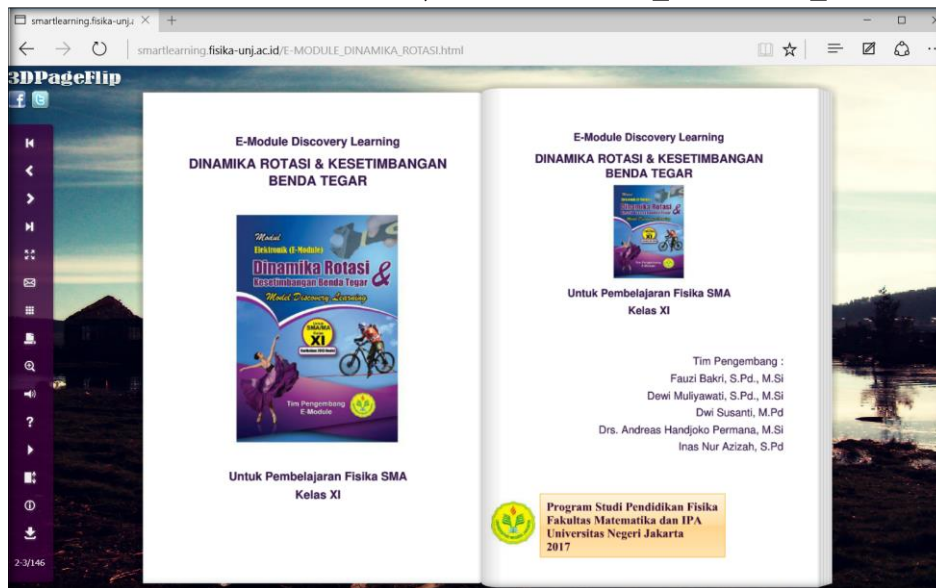 smartlearning.fisika-unj.a
smartlearning.fisika-unj.ac.id/E-MODULE_DINAMIKA_ROTASI.html
3DPageFlip
E-Module Discovery Learning
DINAMIKA ROTASI & KESETIMBANGAN
BENDA TEGAR
Modul
Elektronik (E-Module)
Dinamika Rotasi &
Kesetimbangan Benda Tegar
Model Discovery Learning
SMA/MA
XI
Tim Pengembang
E-Module
Untuk Pembelajaran Fisika SMA
Kelas XI
2-3/146
E-Module Discovery Learning
DINAMIKA ROTASI & KESETIMBANGAN
BENDA TEGAR
Dinamika Rotasi &
XI
Untuk Pembelajaran Fisika SMA
Kelas XI
Tim Pengembang :
Fauzi Bakri, S.Pd., M.Si
Dewi Muliyawati, S.Pd., M.Si
Dwi Susanti, M.Pd
Drs. Andreas Handjoko Permana, M.Si
Inas Nur Azizah, S.Pd
Program Studi Pendidikan Fisika
Fakultas Matematika dan IPA
Universitas Negeri Jakarta
2017